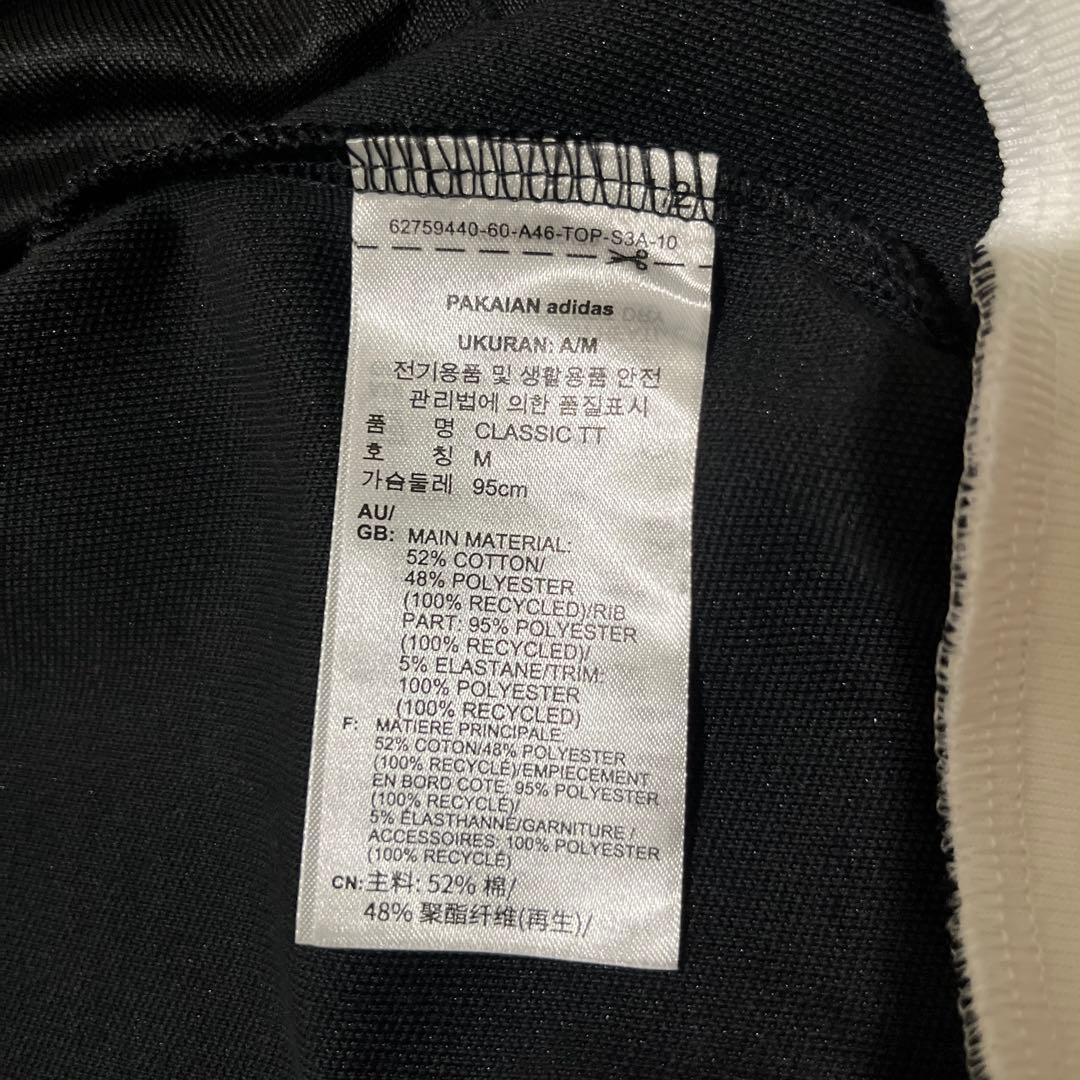 2
62759440-60-A46-TOP-S3A-10
PAKAIAN adidas
UKURAN: A/M
전기용품 및 생활용품 안전
관리법에 의한 품질표시
품 명 CLASSIC TT
호 칭 M
가슴둘레 95cm
AU/
GB: MAIN MATERIAL:
52% COTTON/
48% POLYESTER
(100% RECYCLED)/RIB
PART: 95% POLYESTER
(100% RECYCLED)/
5% ELASTANE/TRIM:
100% POLYESTER
(100% RECYCLED)
F: MATIERE PRINCIPALE
52% COTON/48% POLYESTER
(100% RECYCLÉ)/EMPIECEMENT
EN BORD COTE: 95% POLYESTER
(100% RECYCLÉ)/
5% ÉLASTHANNE/GARNITURE /
ACCESSOIRES: 100% POLYESTER
(100% RECYCLÉ)
CN: 主料: 52% 棉/
48% 聚酯纤维(再生)/